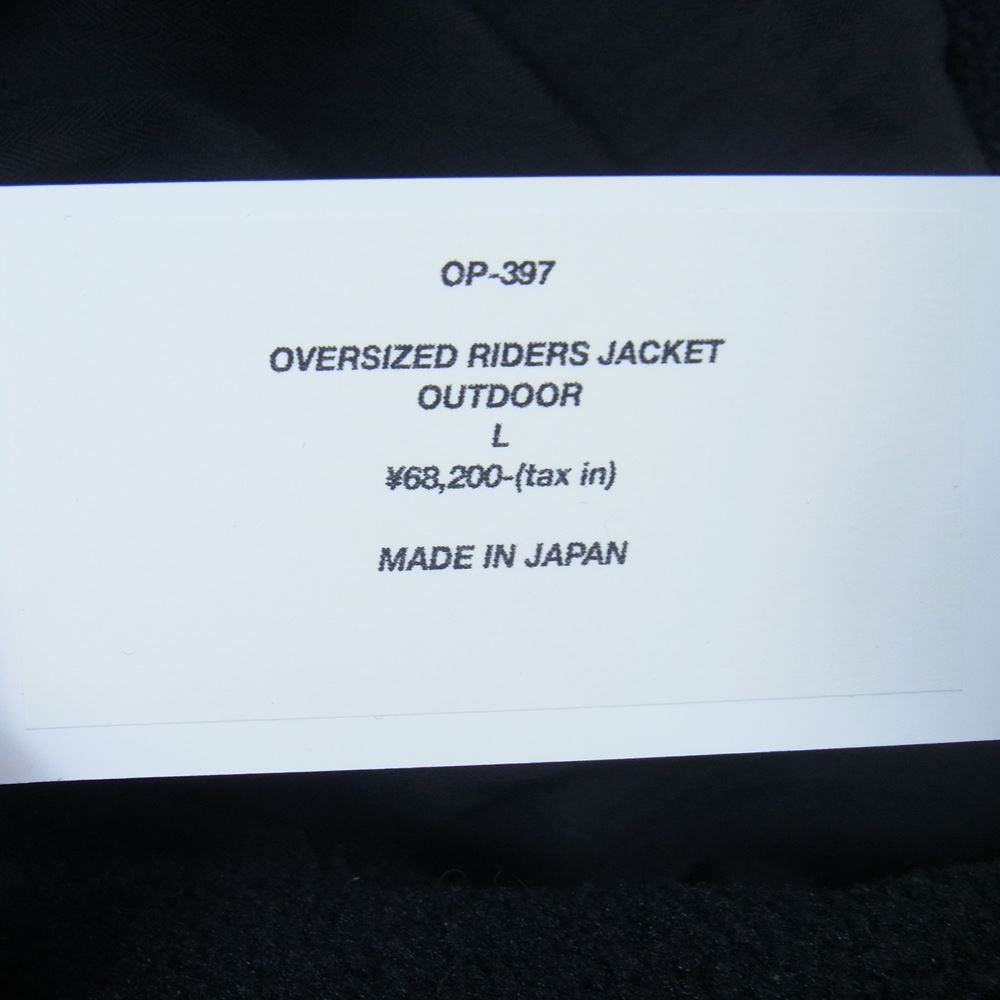 OP-397
OVERSIZED RIDERS JACKET
OUTDOOR
L
¥68,200-(tax in)
MADE IN JAPAN